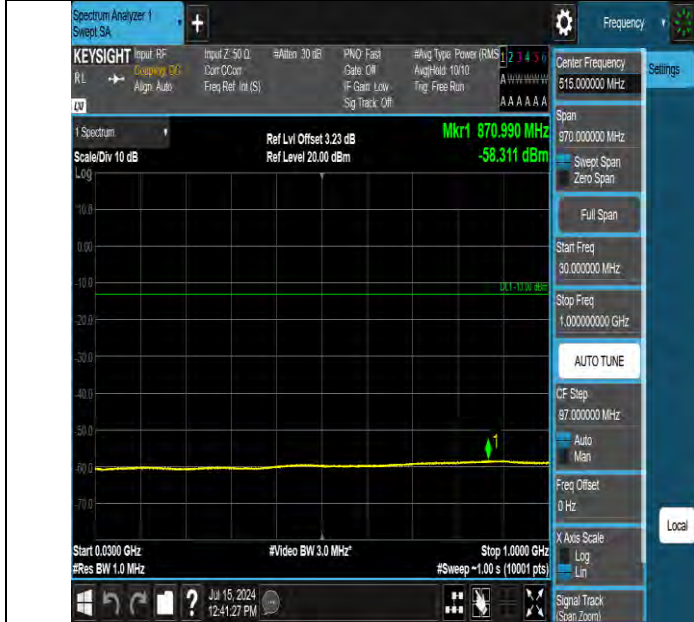 Spectrum Analyzer 1
Swept SA
Frequency
KEYSIGHT
RL
Input: RF
Coupling: DC
Align: Auto
Input Z: 50 Ω
Corr CCorr
Freq Ref: Int (S)
#Atten: 30 dB
PNO: Fast
Gate: Off
IF Gain: Low
Sig Track: Off
#Avg Type: Power (RMS
Avg|Hold: 10/10
Trig: Free Run
1 2 3 4 5 6
A W W W W W
A A A A A A
Center Frequency
515.000000 MHz
Settings
1 Spectrum
Scale/Div 10 dB
Log
Ref Lvl Offset 3.23 dB
Ref Level 20.00 dBm
Mkr1 870.990 MHz
-58.311 dBm
Span
970.000000 MHz
Swept Span
Zero Span
Full Span
Start Freq
30.000000 MHz
Stop Freq
1.000000000 GHz
AUTO TUNE
CF Step
97.000000 MHz
Auto
Man
Freq Offset
0 Hz
X Axis Scale
Log
Lin
Signal Track
(Span Zoom)
Local
10.0
0.00
-10.0
DL1 -13.00 dBm
-20.0
-30.0
-40.0
-50.0
1
-60.0
-70.0
Start 0.0300 GHz
#Res BW 1.0 MHz
#Video BW 3.0 MHz*
Stop 1.0000 GHz
#Sweep ~1.00 s (10001 pts)
?
Jul 15, 2024
12:41:27 PM